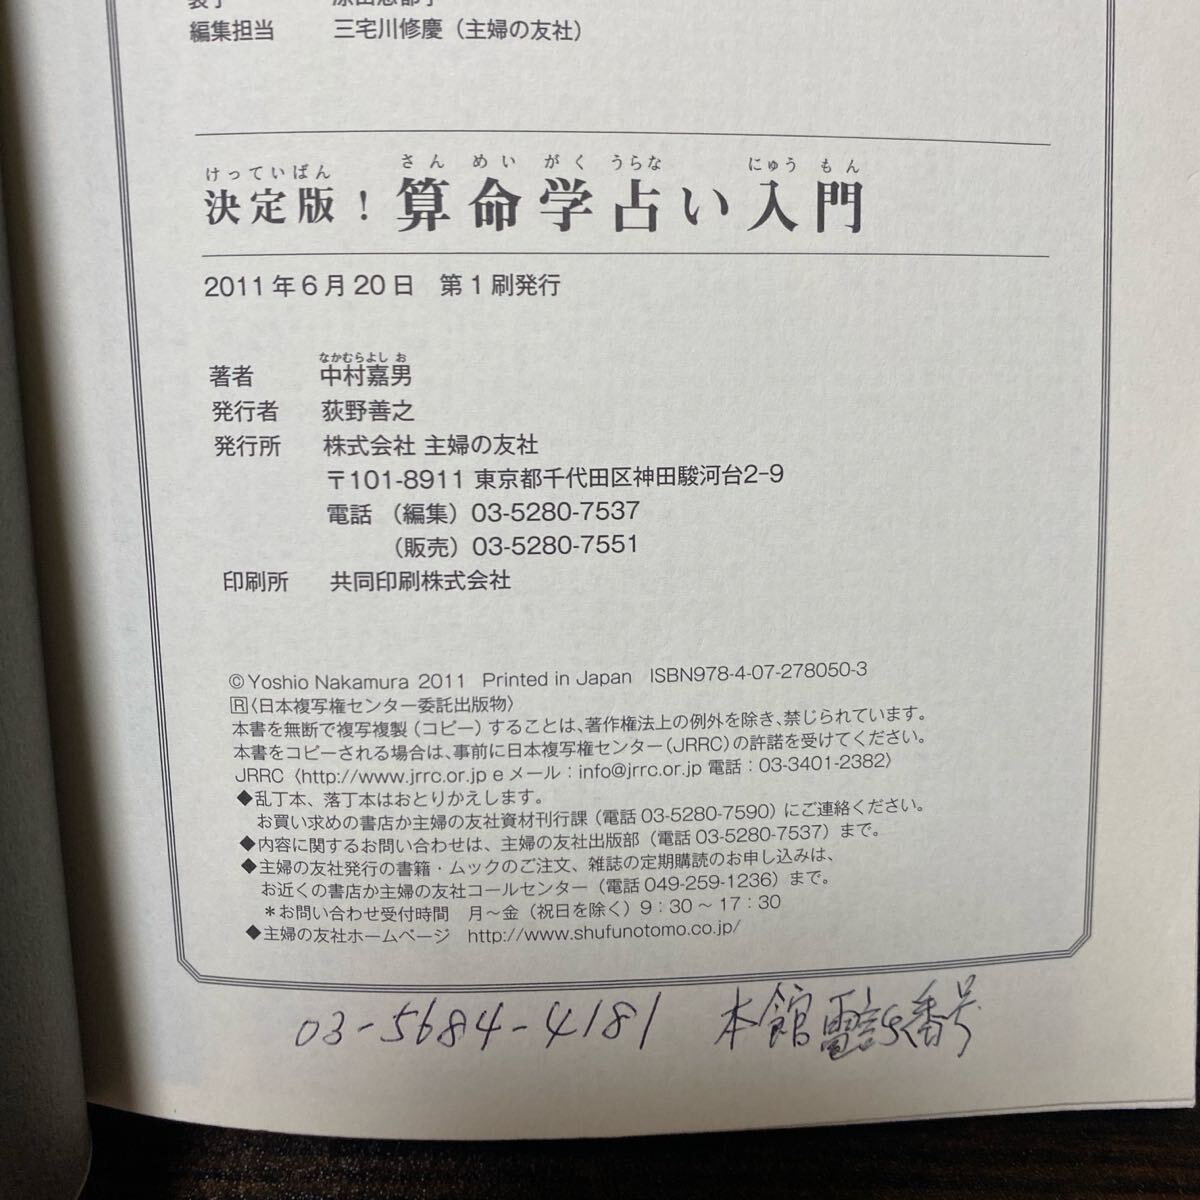 編集担当　三宅川修慶（主婦の友社）
けっていばん　さんめいがくうらな　にゅうもん
決定版！算命学占い入門
2011年6月20日　第1刷発行
なかむらよしお
著者　中村嘉男
発行者　荻野善之
発行所　株式会社 主婦の友社
〒101-8911 東京都千代田区神田駿河台2-9
電話（編集）03-5280-7537
（販売）03-5280-7551
印刷所　共同印刷株式会社
©Yoshio Nakamura 2011 Printed in Japan ISBN978-4-07-278050-3
R〈日本複写権センター委託出版物〉
本書を無断で複写複製（コピー）することは、著作権法上の例外を除き、禁じられています。
本書をコピーされる場合は、事前に日本複写権センター（JRRC）の許諾を受けてください。
JRRC〈http://www.jrrc.or.jp eメール：info@jrrc.or.jp 電話：03-3401-2382〉
◆乱丁本、落丁本はおとりかえします。
お買い求めの書店か主婦の友社資材刊行課（電話03-5280-7590）にご連絡ください。
◆内容に関するお問い合わせは、主婦の友社出版部（電話03-5280-7537）まで。
◆主婦の友社発行の書籍・ムックのご注文、雑誌の定期購読のお申し込みは、
お近くの書店か主婦の友社コールセンター（電話049-259-1236）まで。
＊お問い合わせ受付時間　月〜金（祝日を除く）9：30〜17：30
◆主婦の友社ホームページ　http://www.shufunotomo.co.jp/
03-5684-4181　本館電話番号